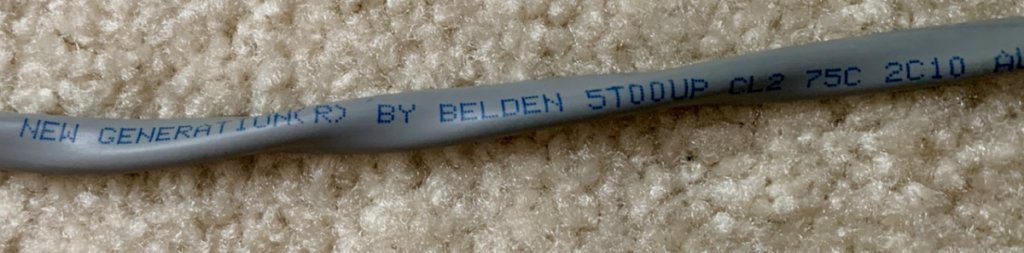 NEW GENERATION(R) BY BELDEN 5T00UP CL2 75C 2C10